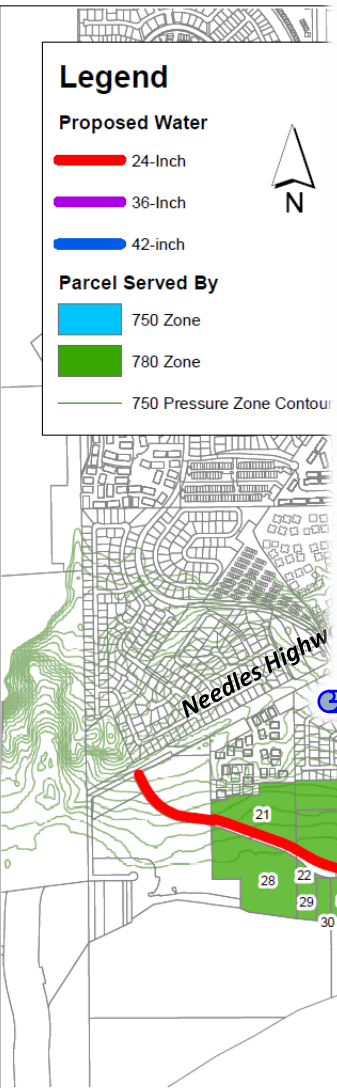 Legend
Proposed Water
24-Inch
36-Inch
42-inch
N
Parcel Served By
750 Zone
780 Zone
750 Pressure Zone Contour
Needles Highw
21
22
28
29
30